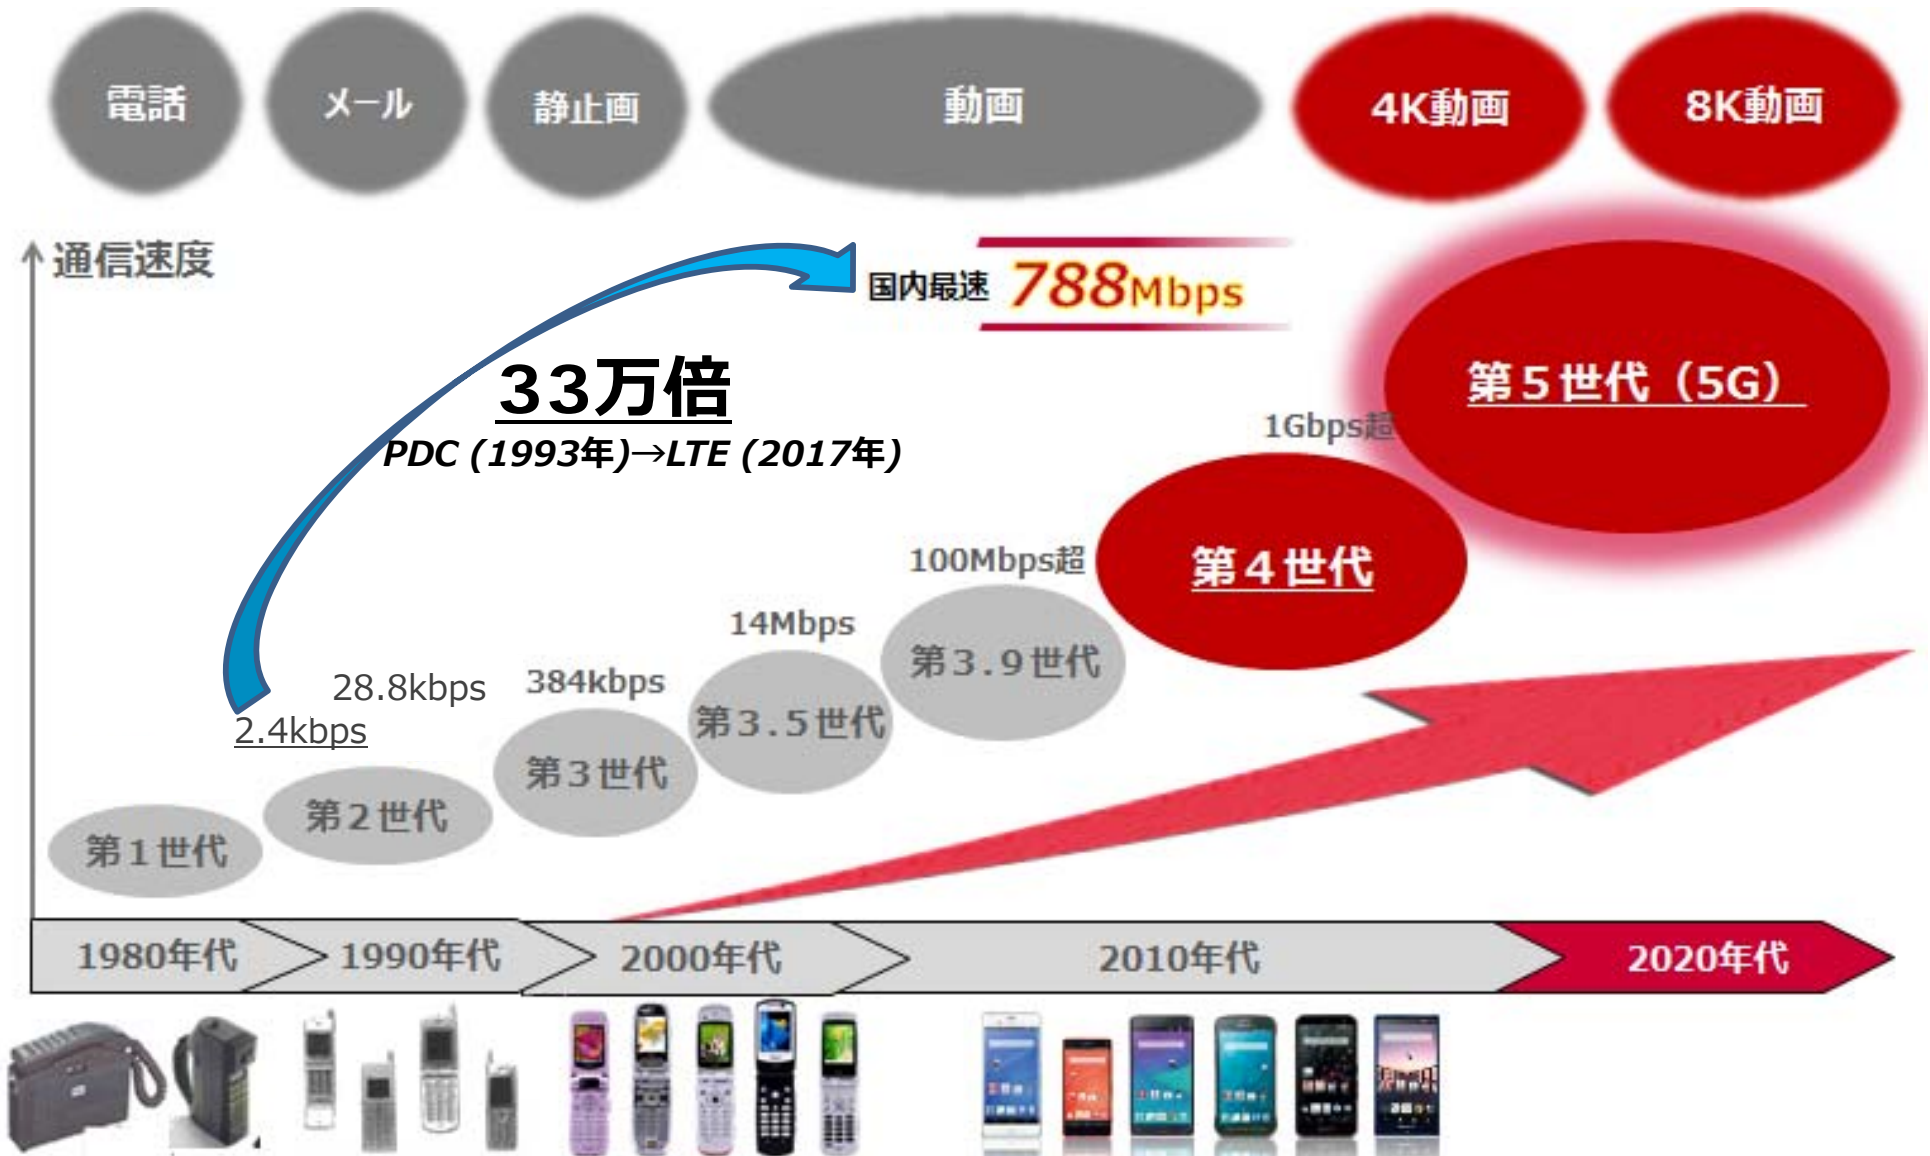 電話
メール
静止画
動画
4K動画
8K動画
通信速度
国内最速 788Mbps
33万倍
PDC (1993年)→LTE (2017年)
第5世代（5G）
1Gbps超
第4世代
100Mbps超
第3.9世代
14Mbps
第3.5世代
384kbps
第3世代
28.8kbps
2.4kbps
第2世代
第1世代
1980年代
1990年代
2000年代
2010年代
2020年代